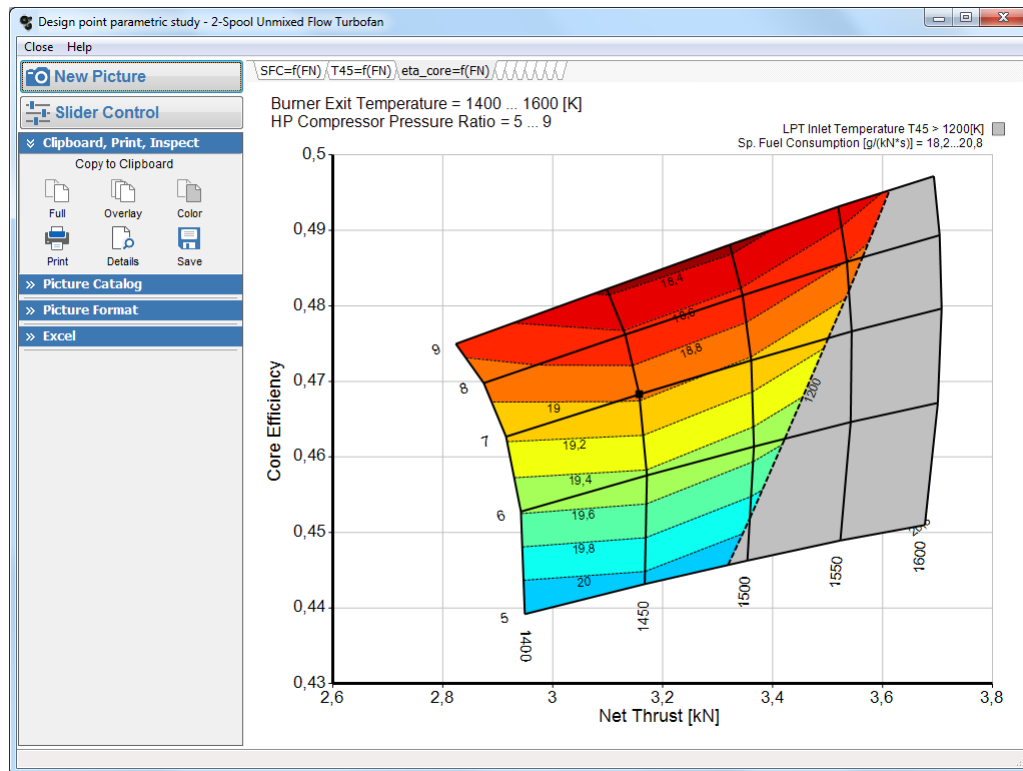 Design point parametric study - 2-Spool Unmixed Flow Turbofan
Close Help
New Picture
Slider Control
Clipboard, Print, Inspect
Copy to Clipboard
Full Overlay Color
Print Details Save
Picture Catalog
Picture Format
Excel
SFC=f(FN) T45=f(FN) eta_core=f(FN)
Burner Exit Temperature = 1400 ... 1600 [K]
HP Compressor Pressure Ratio = 5 ... 9
LPT Inlet Temperature T45 > 1200[K]
Sp. Fuel Consumption [g/(kN*s)] = 18,2...20,8
0,5
0,49
0,48
0,47
0,46
0,45
0,44
0,43
Core Efficiency
9
8
7
6
5
18,4
18,6
18,8
19
19,2
19,4
19,6
19,8
20
1200
1400
1450
1500
1550
1600
2,6 2,8 3 3,2 3,4 3,6 3,8
Net Thrust [kN]